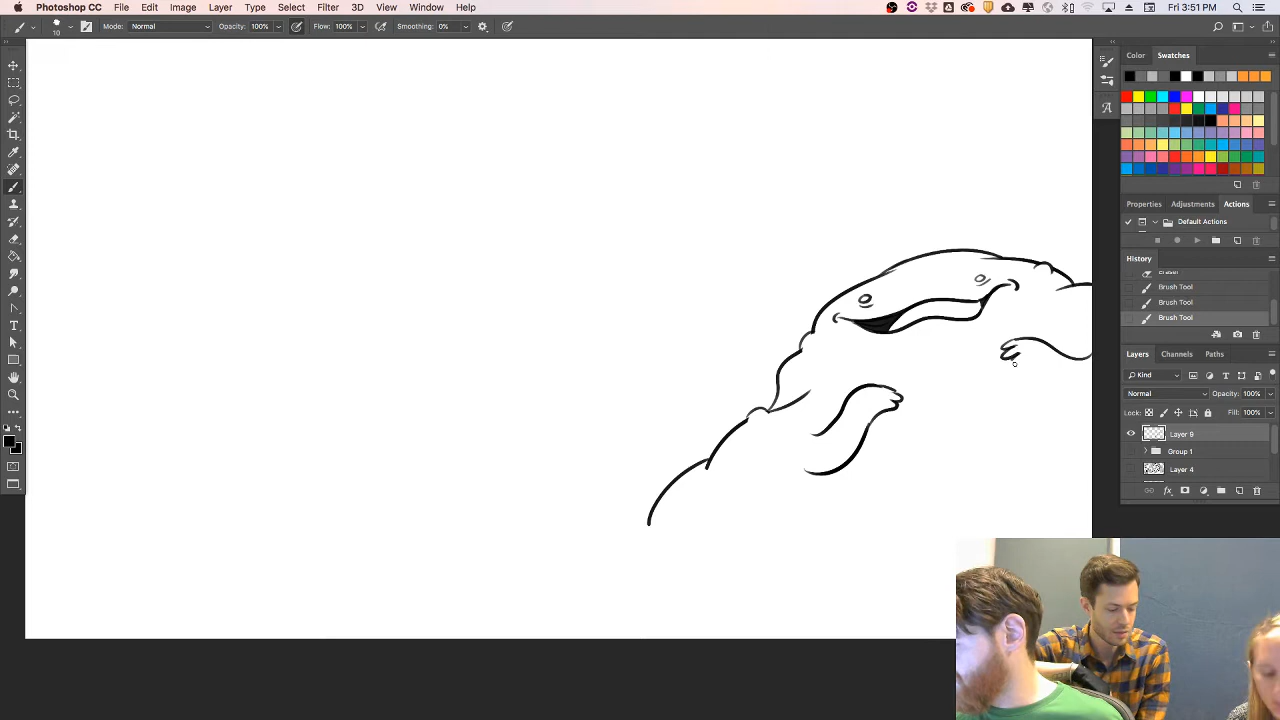 Photoshop CC File Edit Image Layer Type Select Filter 3D View Window Help Fri 3:51 PM
10 Mode: Normal Opacity: 100% Flow: 100% Smoothing: 0%
Color Swatches
Properties Adjustments Actions
Default Actions
History
Eraser
Brush Tool
Brush Tool
Brush Tool
Layers Channels Paths
Kind
Normal Opacity: 100%
Lock: Fill: 100%
Layer 9
Group 1
Layer 4